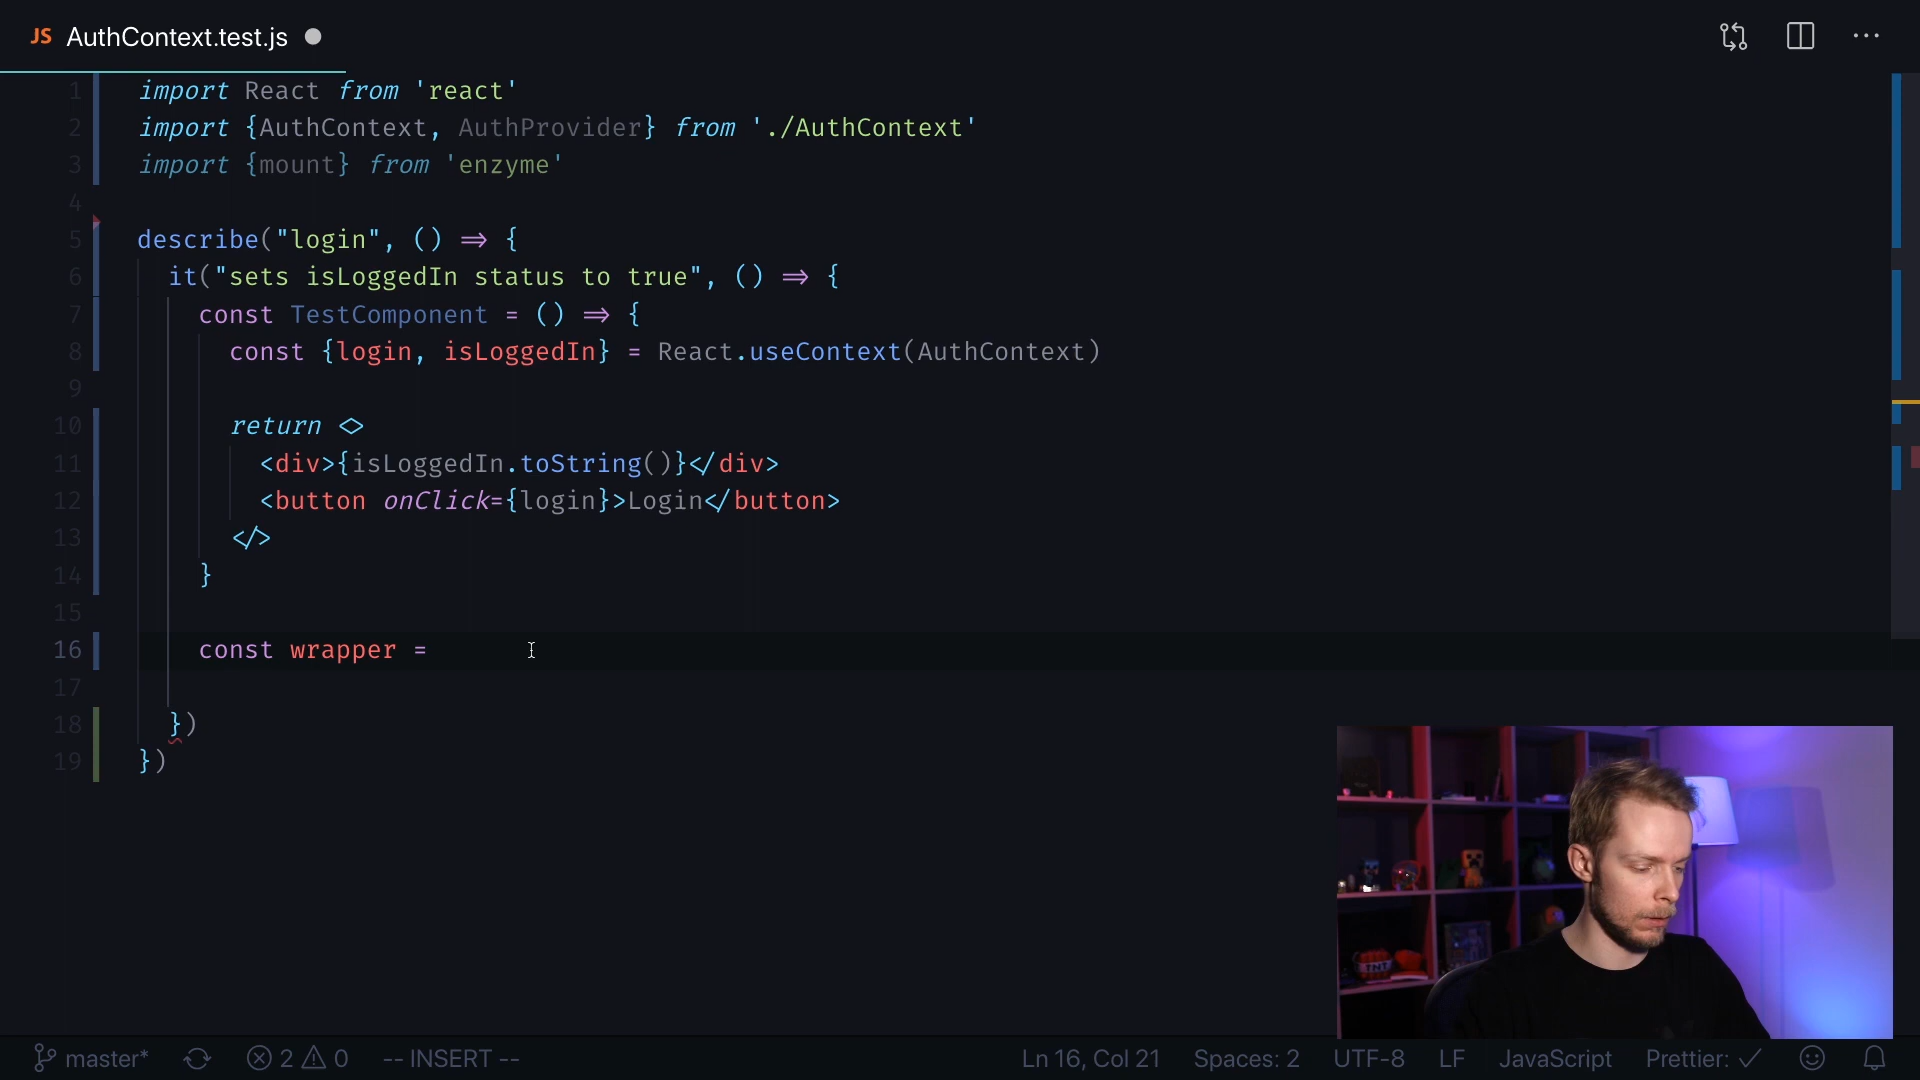 JS AuthContext.test.js
1 import React from 'react'
2 import {AuthContext, AuthProvider} from './AuthContext'
3 import {mount} from 'enzyme'
4
5 describe("login", () => {
6 it("sets isLoggedIn status to true", () => {
7 const TestComponent = () => {
8 const {login, isLoggedIn} = React.useContext(AuthContext)
9
10 return <>
11 <div>{isLoggedIn.toString()}</div>
12 <button onClick={login}>Login</button>
13 </>
14 }
15
16 const wrapper =
17
18 })
19 })
TNT
master* 2 0 -- INSERT -- Ln 16, Col 21 Spaces: 2 UTF-8 LF JavaScript Prettier: ✓